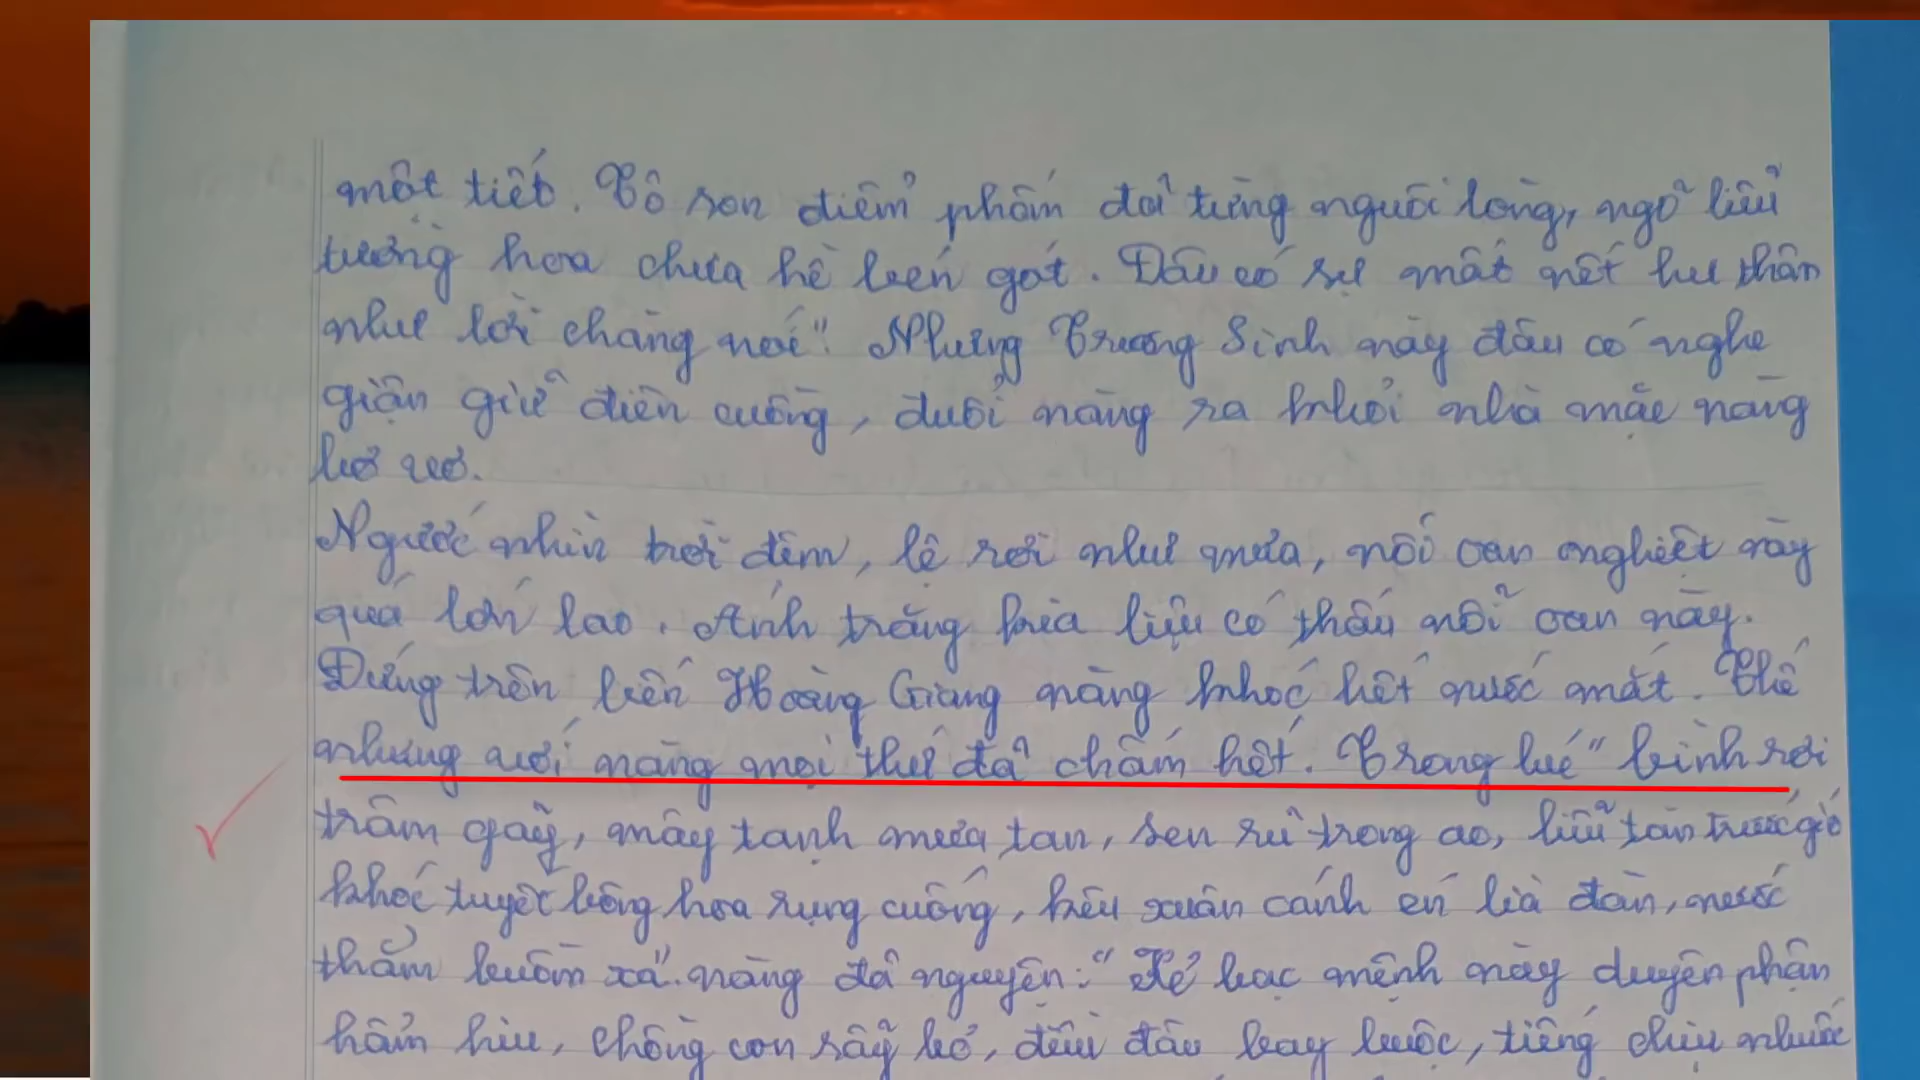 một tiết. Tô son điểm phấn đã từng nguôi lòng, ngõ liễu
tường hoa chưa hề bén gót. Đâu có sự mất nết hư thân
như lời chàng nói". Nhưng Trương Sinh này đâu có nghe
giận giữ điên cuồng, đuổi nàng ra khỏi nhà mặc nàng
bơ vơ.
Ngước nhìn trời đêm, lệ rơi như mưa, nỗi oan nghiệt này
quá lớn lao. Ánh trăng kia liệu có thấu nỗi oan này.
Đứng trên bến Hoàng Giang nàng khóc hết nước mắt. Thế
nhưng với nàng mọi thứ đã chấm hết. Trong lúc "bình rơi
trâm gãy, mây tạnh mưa tan, sen rũ trong ao, liễu tàn trước gió
khóc tuyết bông hoa rụng cuống, kêu xuân cánh én lìa đàn, nước
thẳm buồm xa" nàng đã nguyện: "Kẻ bạc mệnh này duyên phận
hẩm hiu, chồng con rẫy bỏ, điều đâu bay buộc, tiếng chịu nhuốc